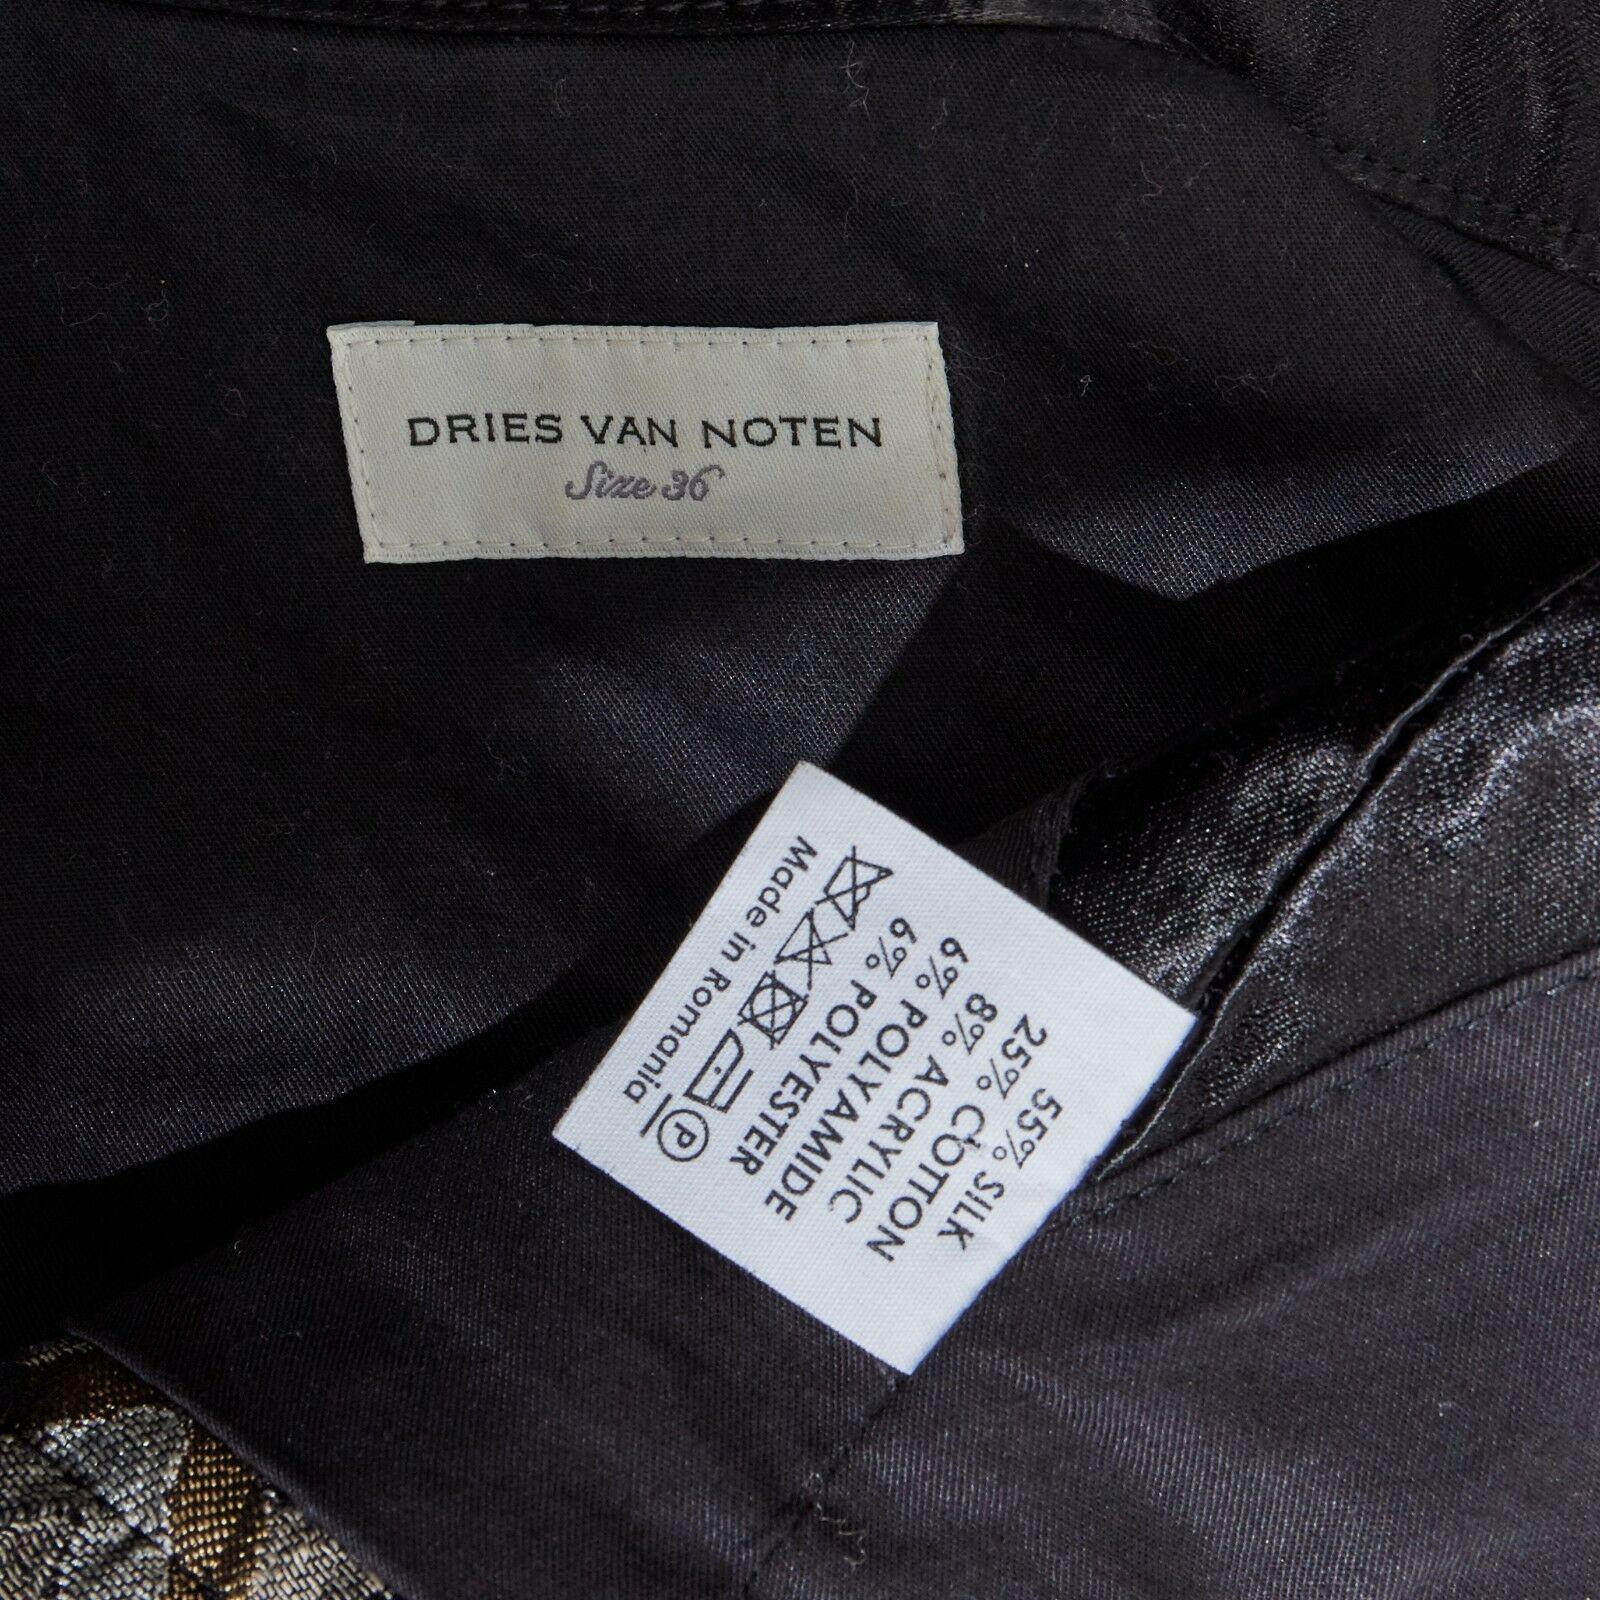 DRIES VAN NOTEN
Size 36
55% SILK
25% COTTON
8% ACRYLIC
6% POLYAMIDE
6% POLYESTER
P
Made in Romania